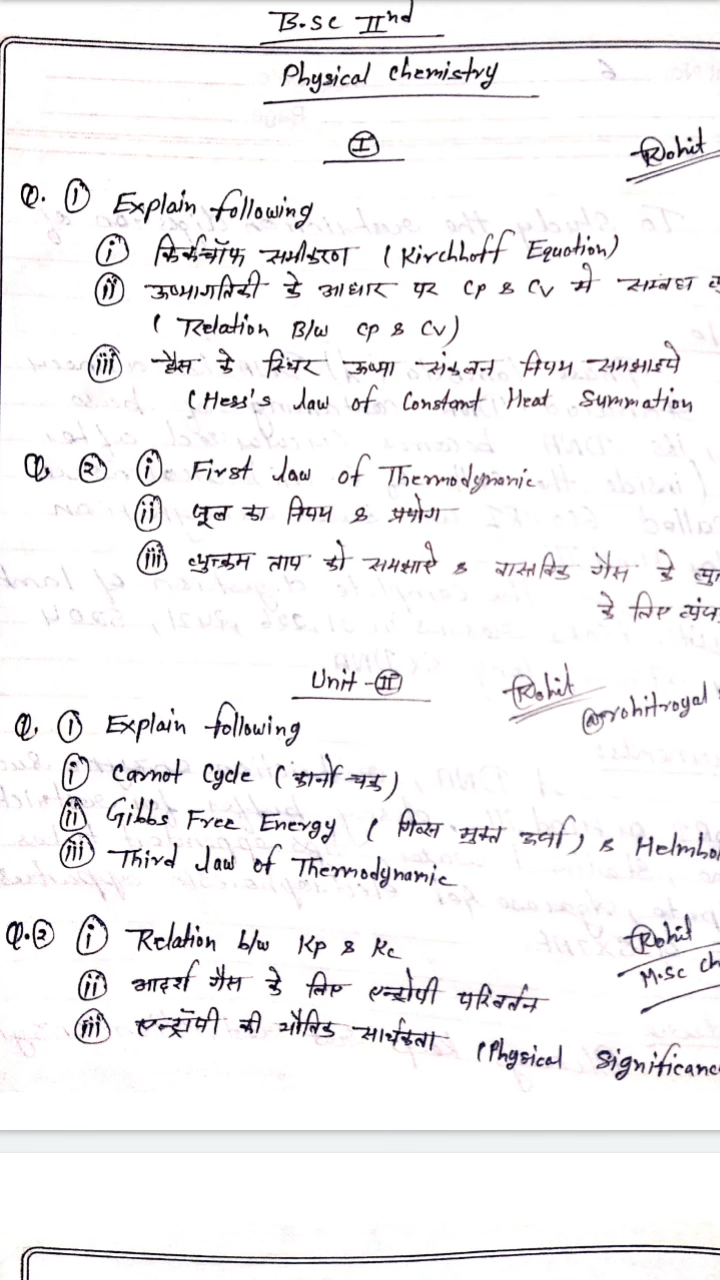 B.sc IInd
Physical chemistry
I
Rohit
Q. ① Explain following
(i) किर्कचॉफ समीकरण ( Kirchhoff Equation)
(ii) ऊष्मागतिकी के आधार पर Cp & Cv में सम्बंध
( Relation B/w Cp & Cv)
(iii) हैस के स्थिर ऊष्मा संकलन नियम समझाइये
(Hess's law of Constant Heat Summation
Q. ② (i) First law of Thermodynamic
(ii) जूल का नियम & प्रयोग
(iii) व्युत्क्रम ताप को समझाये & वास्तविक गैस के
के लिए
Unit - II
Rohit
@rohitroyal
Q. ① Explain following
(i) Carnot Cycle (कार्नो चक्र)
(ii) Gibbs Free Energy ( गिब्स मुक्त ऊर्जा) & Helmho
(iii) Third law of Thermodynamic
Q.② (i) Relation b/w Kp & Kc
Rohit
M.sc ch
(ii) आदर्श गैस के लिए एन्ट्रोपी परिवर्तन
(iii) एन्ट्रॉपी की भौतिक सार्थकता (Physical Significance